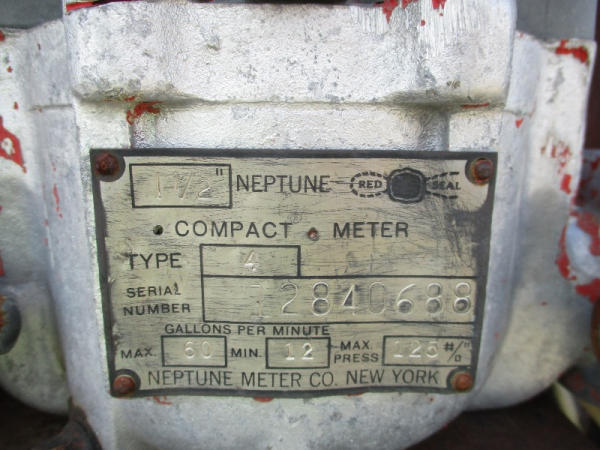 1 1/2" NEPTUNE RED SEAL
COMPACT METER
TYPE 4
SERIAL NUMBER 12840688
GALLONS PER MINUTE
MAX. 60 MIN. 12 MAX. PRESS 125 #/□"
NEPTUNE METER CO. NEW YORK